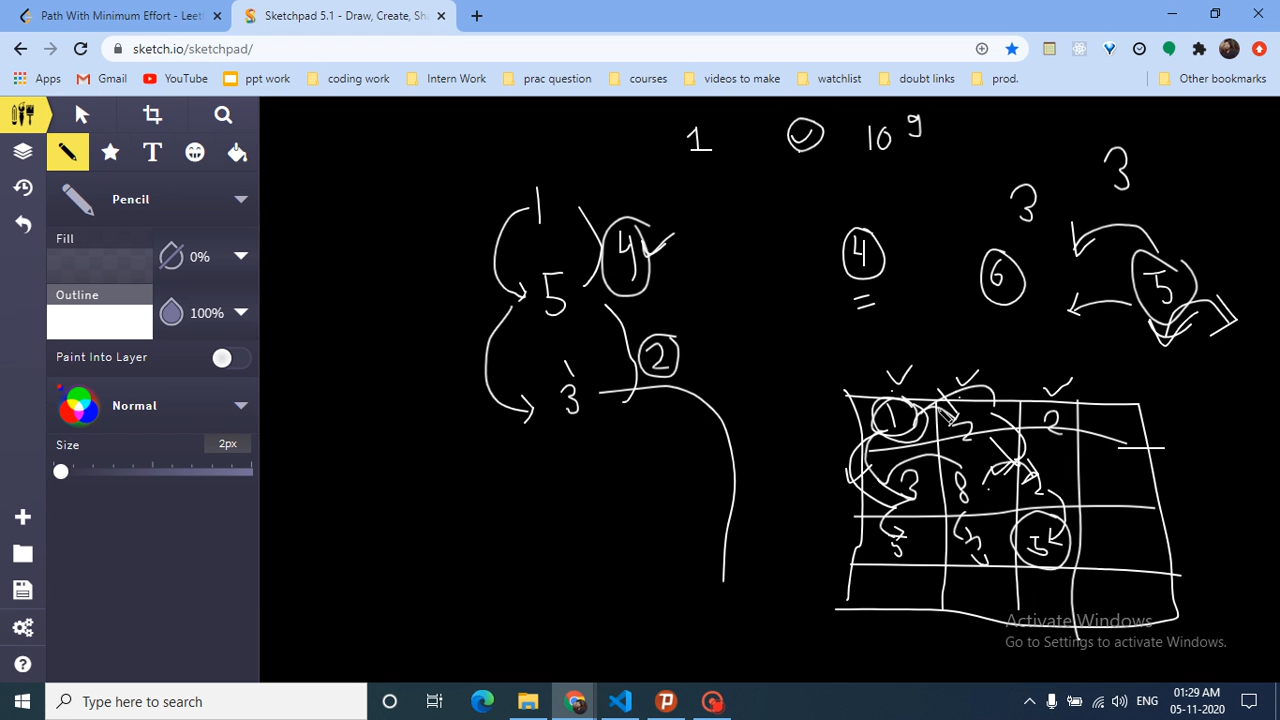 Path With Minimum Effort - Leet
Sketchpad 5.1 - Draw, Create, Sh
sketch.io/sketchpad/
Apps Gmail YouTube ppt work coding work Intern Work prac question courses videos to make watchlist doubt links prod. Other bookmarks
Pencil
Fill
0%
Outline
100%
Paint Into Layer
Normal
Size
2px
1 10 9
3
3
1
4
4
6
5
5
2
3
1 2 2
3 8 2
5 3 5
Activate Windows
Go to Settings to activate Windows.
Type here to search
ENG
01:29 AM
05-11-2020